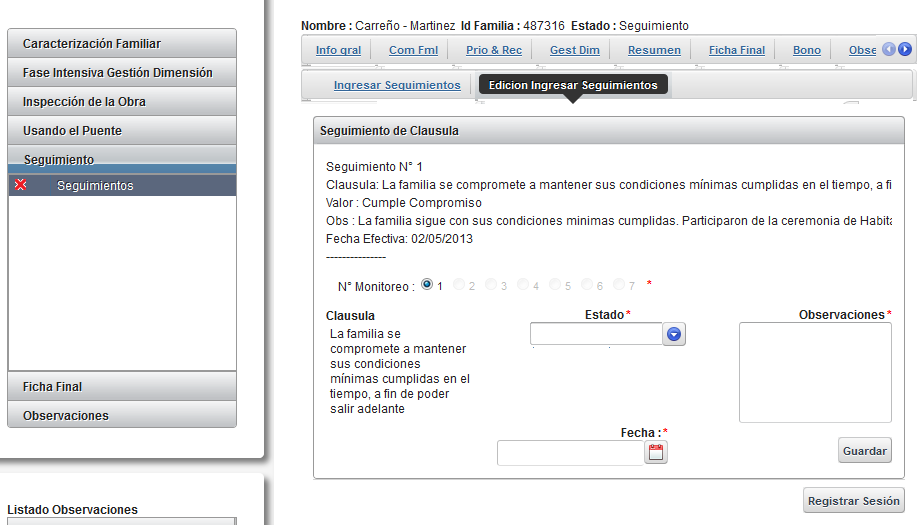 Nombre : Carreño - Martinez Id Familia : 487316 Estado : Seguimiento
Info gral Com Fml Prio & Rec Gest Dim Resumen Ficha Final Bono Obse
Ingresar Seguimientos Edicion Ingresar Seguimientos
Caracterización Familiar
Fase Intensiva Gestión Dimensión
Inspección de la Obra
Usando el Puente
Seguimiento
Seguimientos
Ficha Final
Observaciones
Listado Observaciones
Seguimiento de Clausula
Seguimiento N° 1
Clausula: La familia se compromete a mantener sus condiciones mínimas cumplidas en el tiempo, a fi
Valor : Cumple Compromiso
Obs : La familia sigue con sus condiciones minimas cumplidas. Participaron de la ceremonia de Habita
Fecha Efectiva: 02/05/2013
---------------
N° Monitoreo : 1 2 3 4 5 6 7 *
Clausula Estado * Observaciones *
La familia se
compromete a mantener
sus condiciones
mínimas cumplidas en el
tiempo, a fin de poder
salir adelante
Fecha : *
Guardar
Registrar Sesión